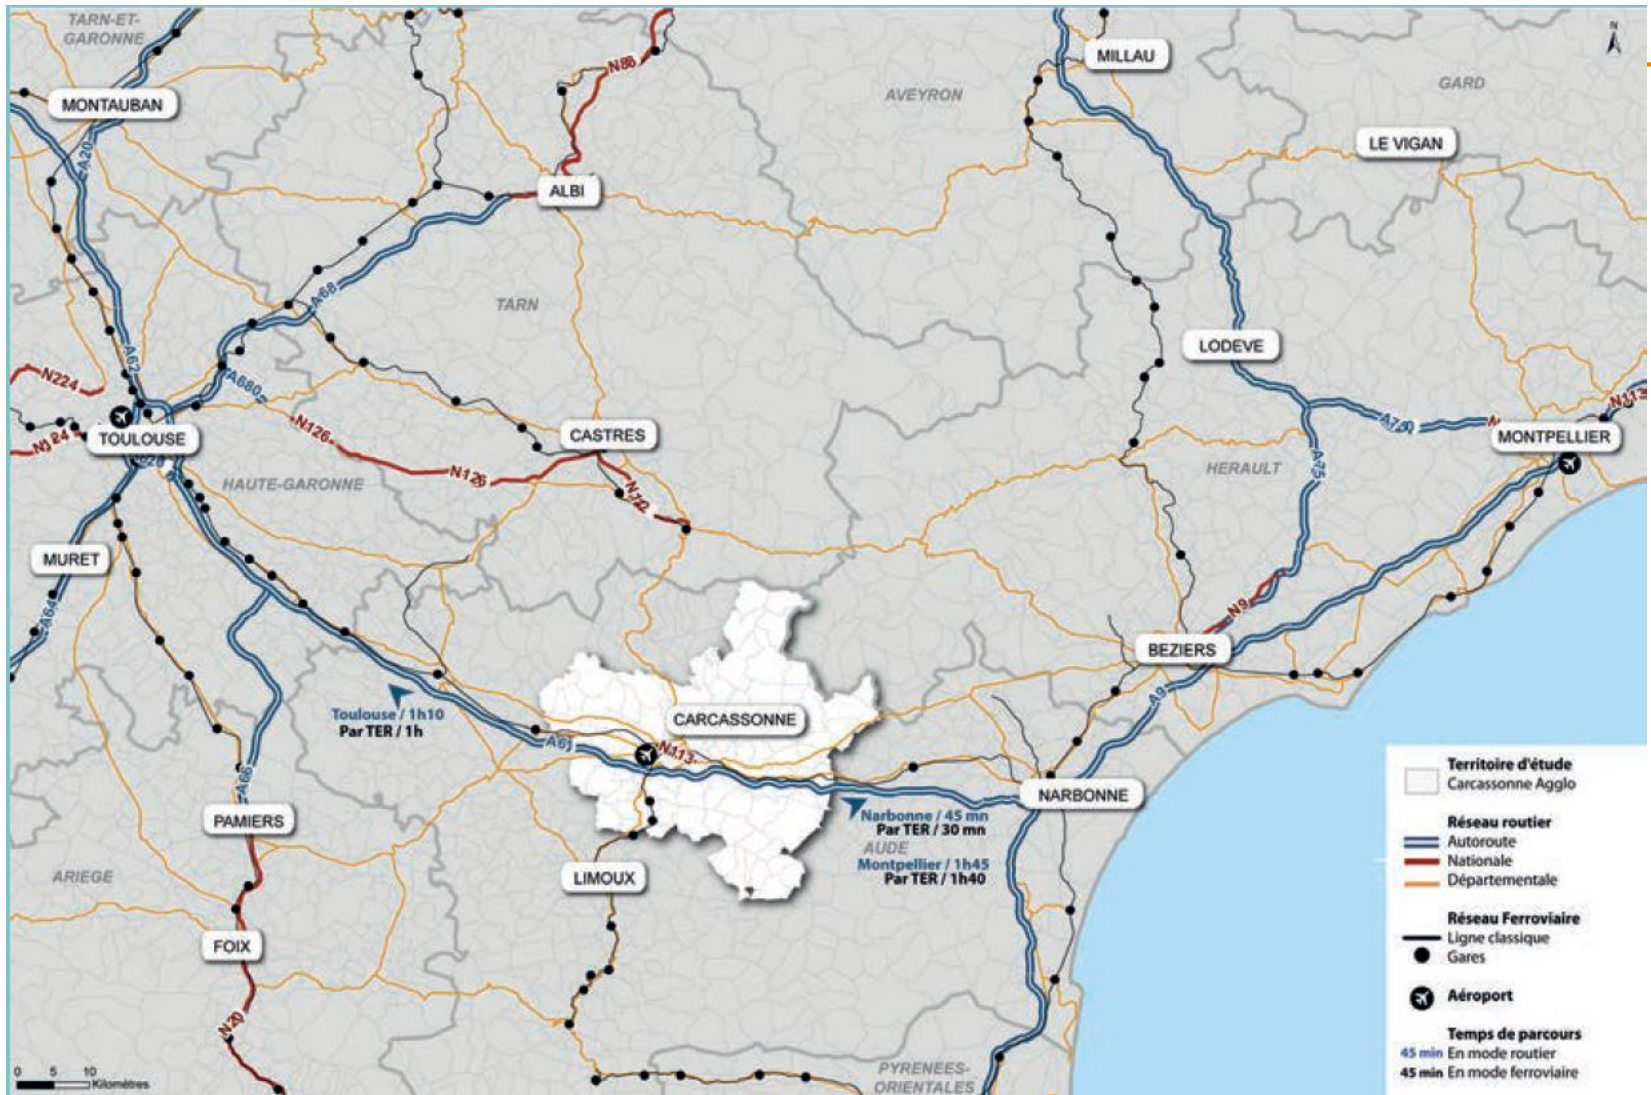 TARN-ET-
GARONNE
MONTAUBAN
A20
N88
ALBI
AVEYRON
MILLAU
GARD
N
LE VIGAN
TARN
A68
A62
A680
N224
TOULOUSE
N126
N126
CASTRES
N112
HAUTE-GARONNE
LODEVE
A750
N113
MONTPELLIER
HERAULT
A75
MURET
A64
N9
BEZIERS
A9
Toulouse / 1h10
Par TER / 1h
CARCASSONNE
A61
N113
A66
PAMIERS
NARBONNE
Narbonne / 45 mn
Par TER / 30 mn
AUDE
Montpellier / 1h45
Par TER / 1h40
ARIEGE
LIMOUX
FOIX
N20
PYRENEES-
ORIENTALES
0 5 10
Kilomètres
Territoire d'étude
Carcassonne Agglo
Réseau routier
Autoroute
Nationale
Départementale
Réseau Ferroviaire
Ligne classique
Gares
Aéroport
Temps de parcours
45 min En mode routier
45 min En mode ferroviaire